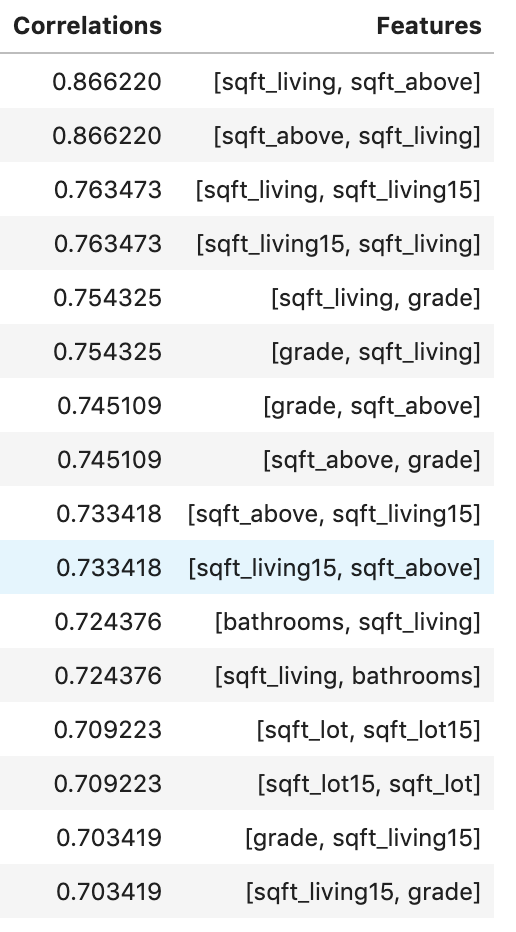 Correlations Features
0.866220 [sqft_living, sqft_above]
0.866220 [sqft_above, sqft_living]
0.763473 [sqft_living, sqft_living15]
0.763473 [sqft_living15, sqft_living]
0.754325 [sqft_living, grade]
0.754325 [grade, sqft_living]
0.745109 [grade, sqft_above]
0.745109 [sqft_above, grade]
0.733418 [sqft_above, sqft_living15]
0.733418 [sqft_living15, sqft_above]
0.724376 [bathrooms, sqft_living]
0.724376 [sqft_living, bathrooms]
0.709223 [sqft_lot, sqft_lot15]
0.709223 [sqft_lot15, sqft_lot]
0.703419 [grade, sqft_living15]
0.703419 [sqft_living15, grade]